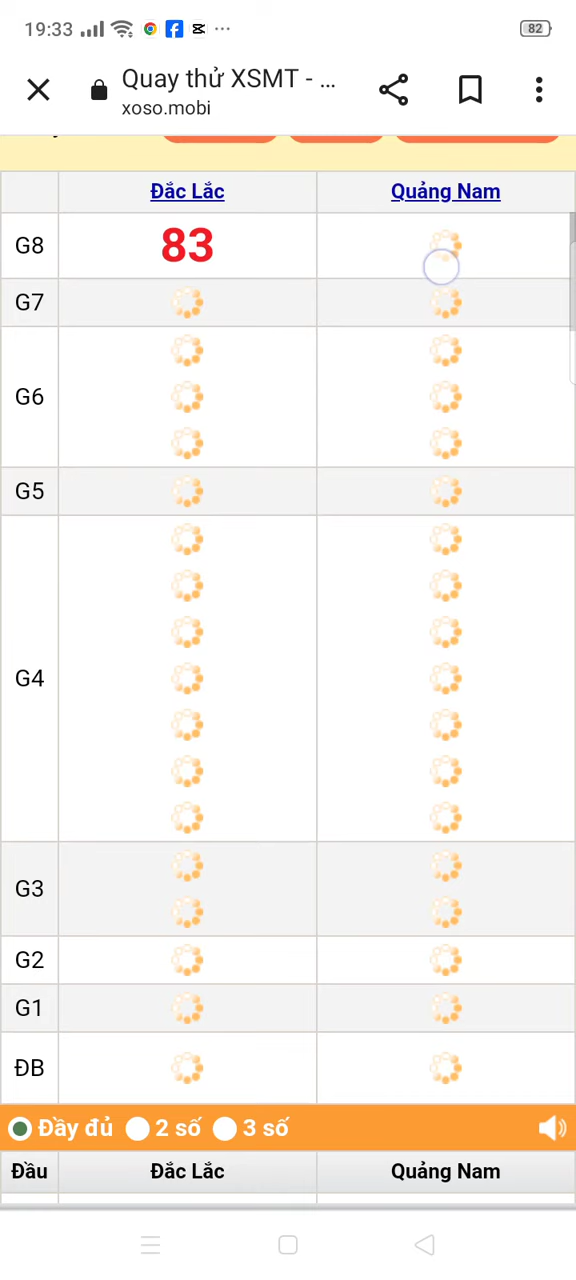 19:33
82
Quay thử XSMT - ...
xoso.mobi
Đắc Lắc Quảng Nam
G8 83
G7
G6
G5
G4
G3
G2
G1
ĐB
Đầy đủ 2 số 3 số
Đầu Đắc Lắc Quảng Nam